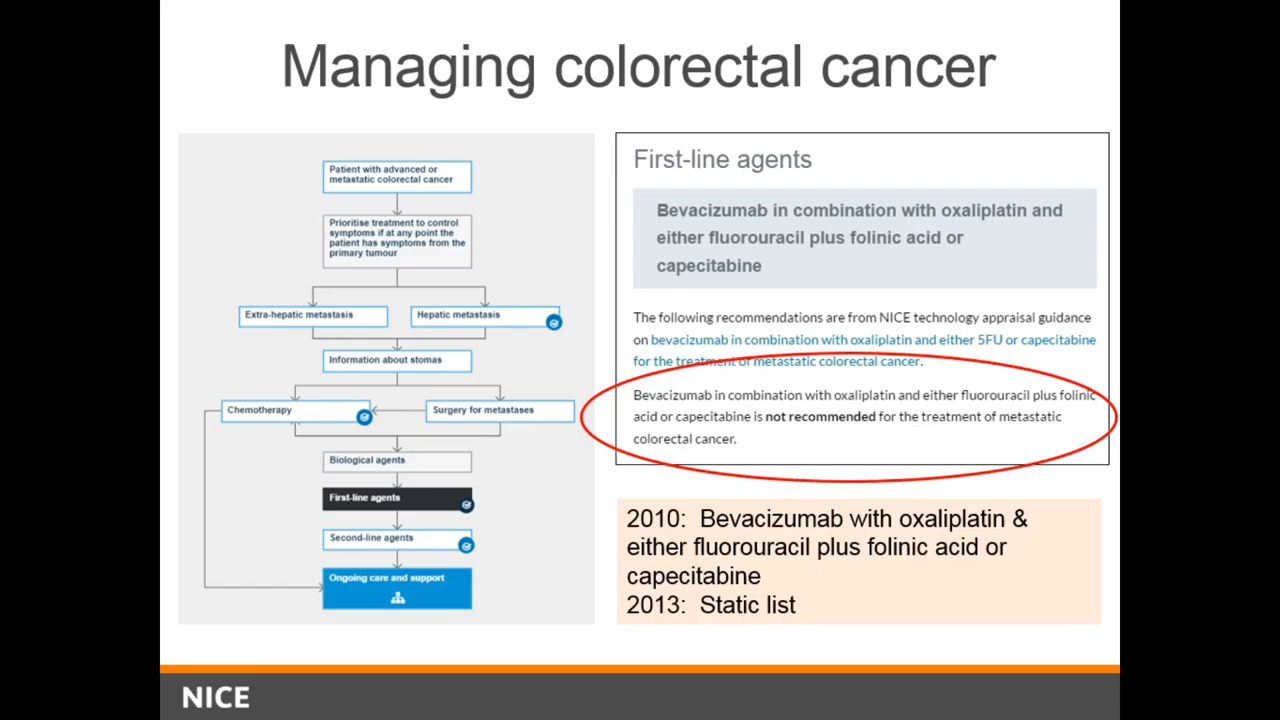 Managing colorectal cancer
Patient with advanced or
metastatic colorectal cancer
Prioritise treatment to control
symptoms if at any point the
patient has symptoms from the
primary tumour
Extra-hepatic metastasis
Hepatic metastasis
Information about stomas
Chemotherapy
Surgery for metastases
Biological agents
First-line agents
Second-line agents
Ongoing care and support
First-line agents
Bevacizumab in combination with oxaliplatin and
either fluorouracil plus folinic acid or
capecitabine
The following recommendations are from NICE technology appraisal guidance
on bevacizumab in combination with oxaliplatin and either 5FU or capecitabine
for the treatment of metastatic colorectal cancer.
Bevacizumab in combination with oxaliplatin and either fluorouracil plus folinic
acid or capecitabine is not recommended for the treatment of metastatic
colorectal cancer.
2010: Bevacizumab with oxaliplatin &
either fluorouracil plus folinic acid or
capecitabine
2013: Static list
NICE